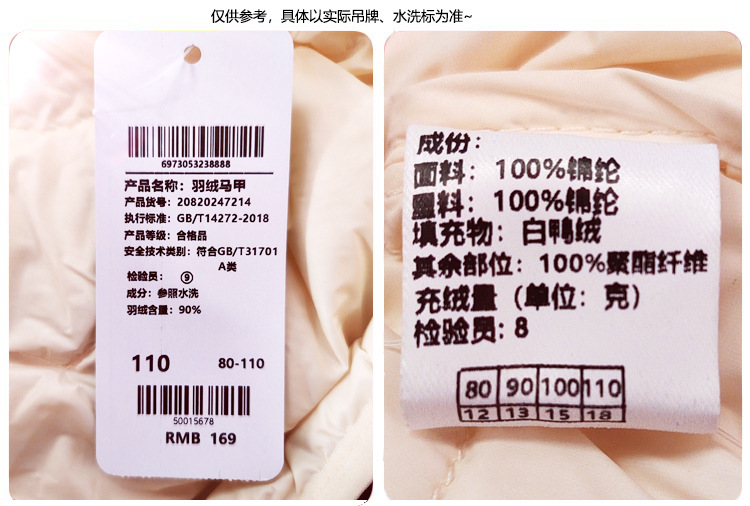 仅供参考，具体以实际吊牌、水洗标为准~
6973053238888
产品名称：羽绒马甲
产品货号：20820247214
执行标准：GB/T14272-2018
产品等级：合格品
安全技术类别：符合GB/T31701
A类
检验员：⑨
成分：参照水洗
羽绒含量：90%
110 80-110
50015678
RMB 169
成份：
面料：100%锦纶
里料：100%锦纶
填充物：白鸭绒
其余部位：100%聚酯纤维
充绒量（单位：克）
检验员：8
80 90 100 110
12 13 15 18